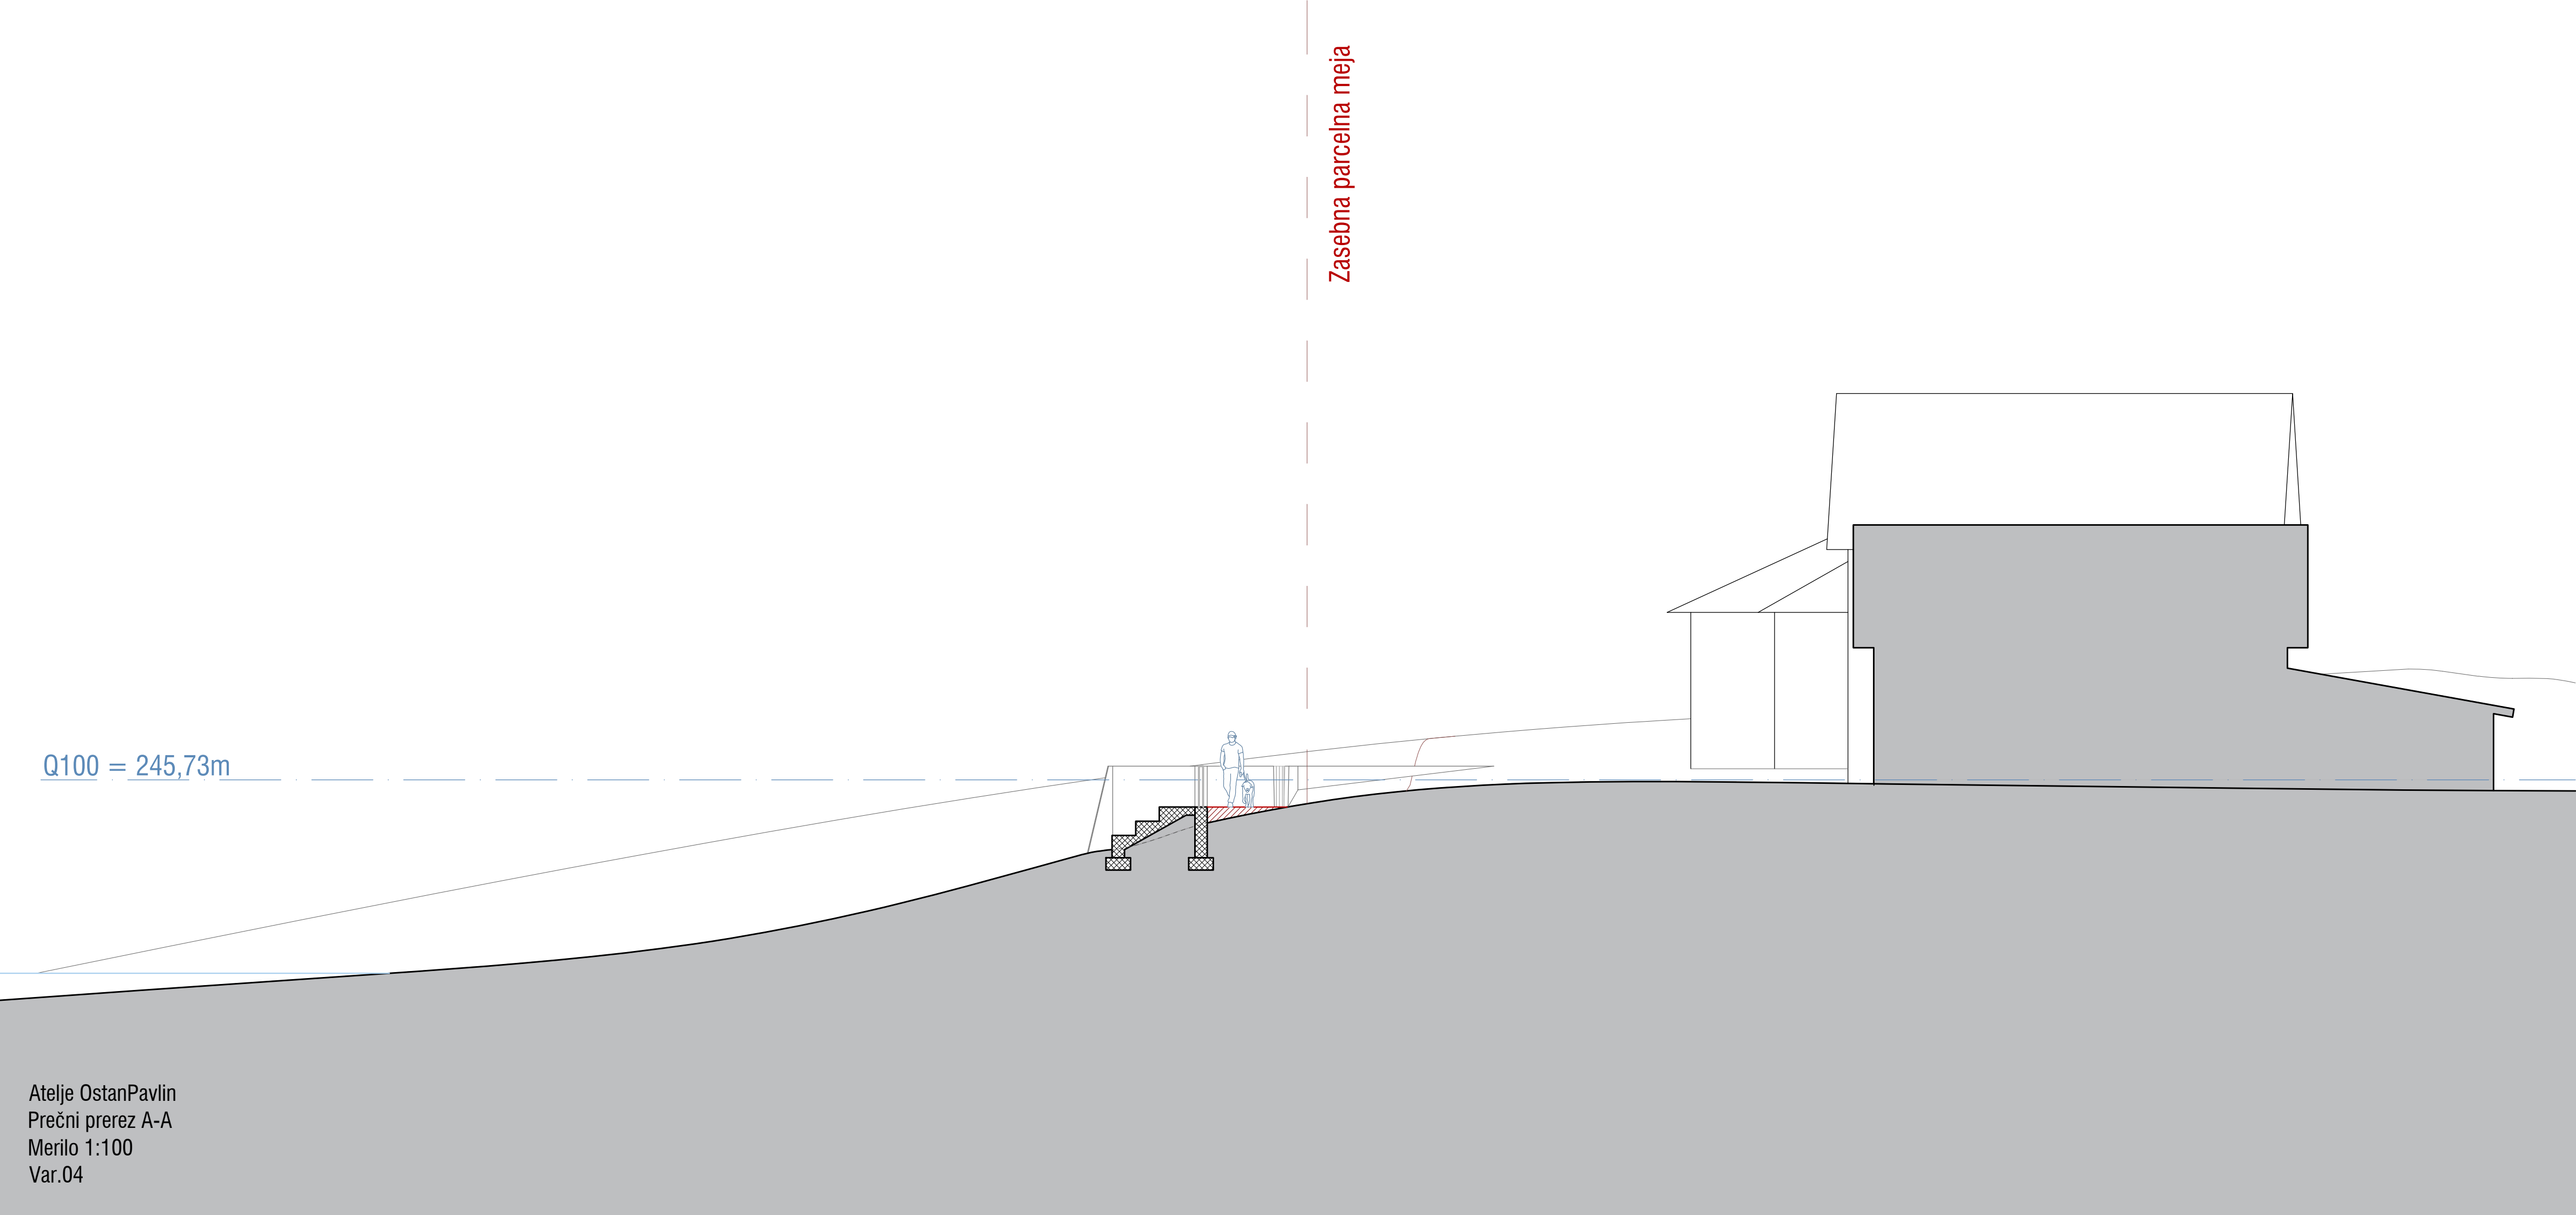 Zasebna parcelna meja
Q100 = 245,73m
Atelje OstanPavlin
Prečni prerez A-A
Merilo 1:100
Var.04